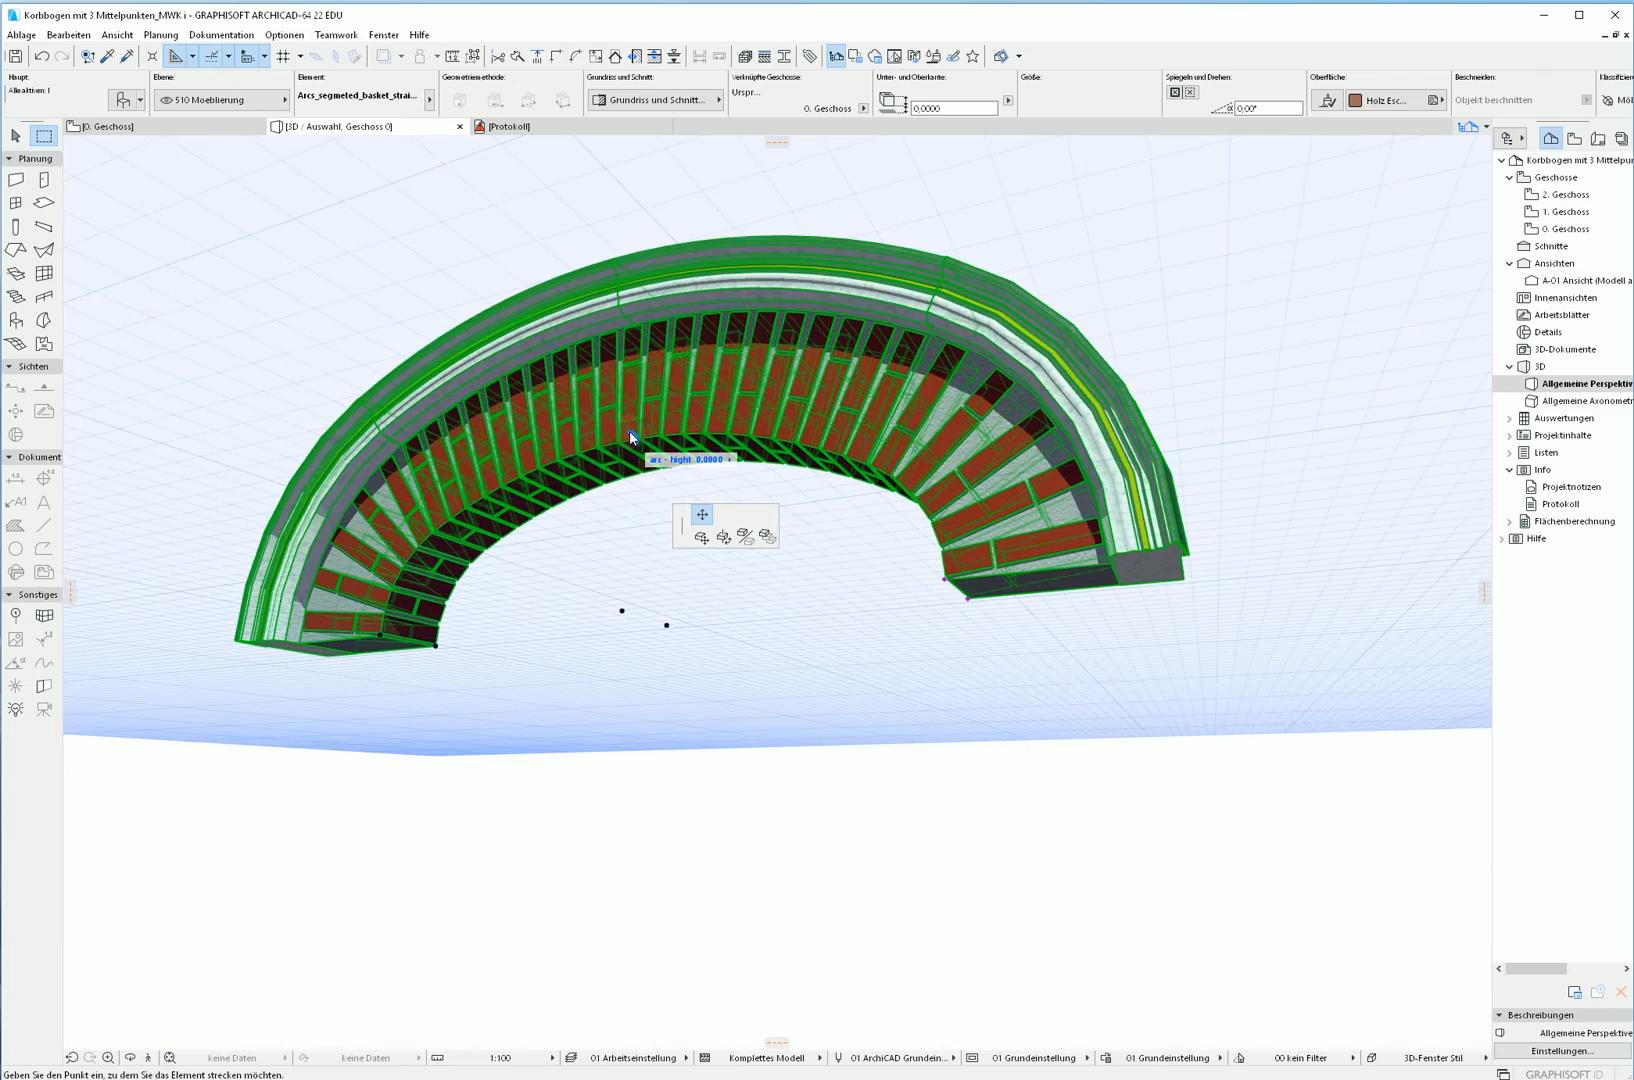 Korbbogen mit 3 Mittelpunkten_MWK i - GRAPHISOFT ARCHICAD-64 22 EDU
Ablage Bearbeiten Ansicht Planung Dokumentation Optionen Teamwork Fenster Hilfe
Haupt: Ebene: Element: Geometriemethode: Grundriss und Schnitt: Verknüpfte Geschosse: Unter- und Oberkante: Größe: Spiegeln und Drehen: Oberfläche: Beschneiden: Klassifizier
Alle aktiven: 1
510 Moeblierung
Arcs_segmeted_basket_strai...
Grundriss und Schnitt...
Urspr...
0. Geschoss
0,0000
0,00°
Holz Esc...
Objekt beschnitten
Möl
[0. Geschoss]
[3D / Auswahl, Geschoss 0]
[Protokoll]
Planung
Sichten
Dokument
Sonstiges
arc - hight 0,0000
Korbbogen mit 3 Mittelpur
Geschosse
2. Geschoss
1. Geschoss
0. Geschoss
Schnitte
Ansichten
A-01 Ansicht (Modell a
Innenansichten
Arbeitsblätter
Details
3D-Dokumente
3D
Allgemeine Perspektiv
Allgemeine Axonometr
Auswertungen
Projektinhalte
Listen
Info
Projektnotizen
Protokoll
Flächenberechnung
Hilfe
Beschreibungen
Allgemeine Perspektive
Einstellungen...
keine Daten
keine Daten
1:100
01 Arbeitseinstellung
Komplettes Modell
01 ArchiCAD Grundein...
01 Grundeinstellung
01 Grundeinstellung
00 kein Filter
3D-Fenster Stil
Geben Sie den Punkt ein, zu dem Sie das Element strecken möchten.
GRAPHISOFT ID